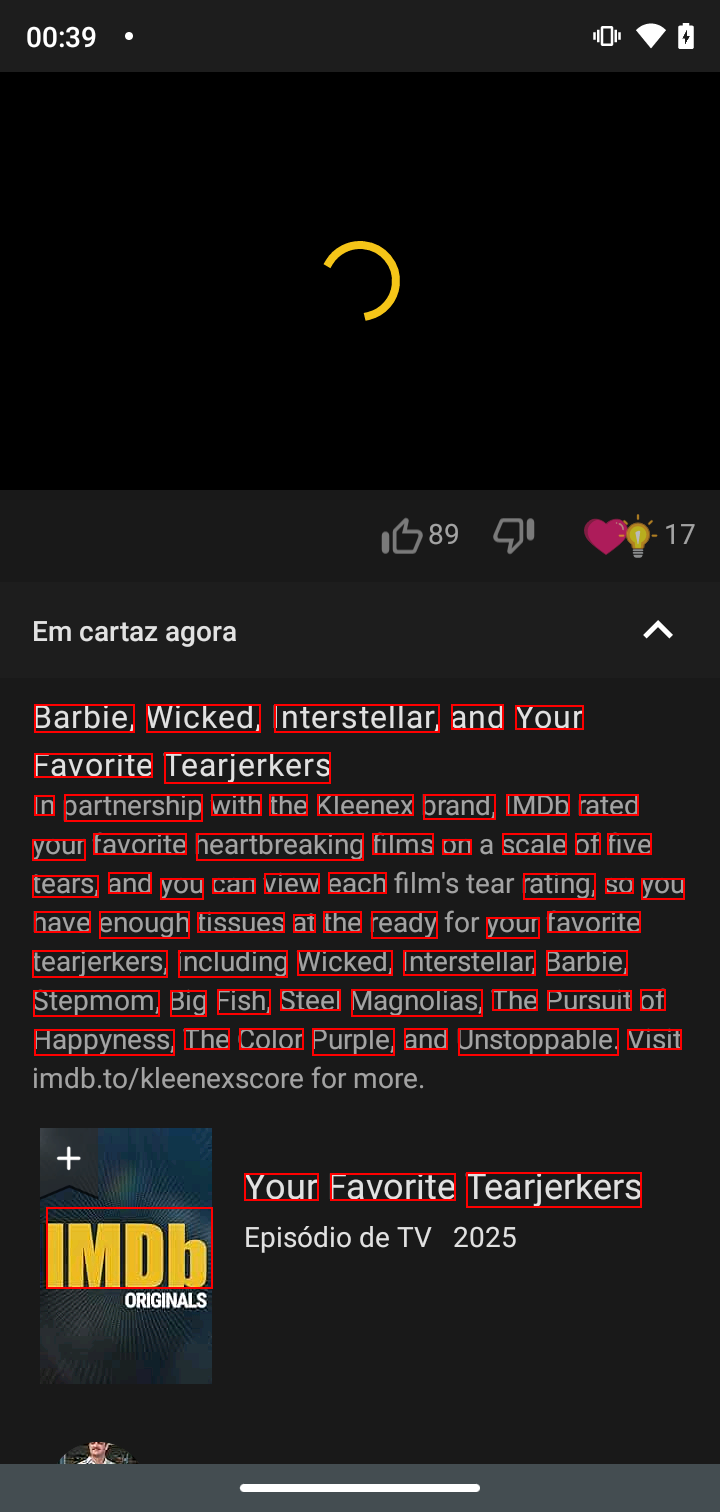 00:39
89
17
Em cartaz agora
Barbie, Wicked, Interstellar, and Your
Favorite Tearjerkers
In partnership with the Kleenex brand, IMDb rated
your favorite heartbreaking films on a scale of five
tears, and you can view each film's tear rating, so you
have enough tissues at the ready for your favorite
tearjerkers, including Wicked, Interstellar, Barbie,
Stepmom, Big Fish, Steel Magnolias, The Pursuit of
Happyness, The Color Purple, and Unstoppable. Visit
imdb.to/kleenexscore for more.
IMDb
ORIGINALS
Your Favorite Tearjerkers
Episódio de TV 2025